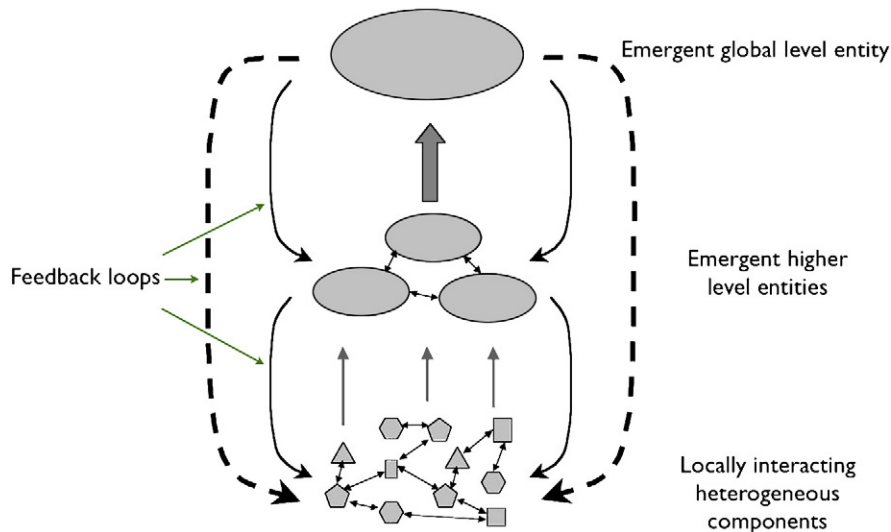 Emergent global level entity
Feedback loops
Emergent higher
level entities
Locally interacting
heterogeneous
components